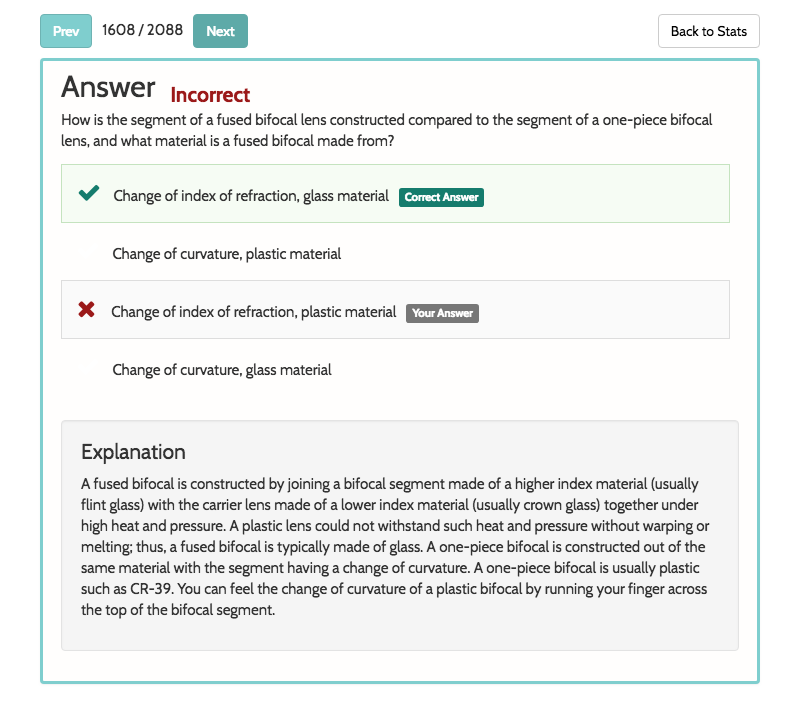 Prev 1608 / 2088 Next Back to Stats
Answer Incorrect
How is the segment of a fused bifocal lens constructed compared to the segment of a one-piece bifocal
lens, and what material is a fused bifocal made from?
Change of index of refraction, glass material Correct Answer
Change of curvature, plastic material
Change of index of refraction, plastic material Your Answer
Change of curvature, glass material
Explanation
A fused bifocal is constructed by joining a bifocal segment made of a higher index material (usually
flint glass) with the carrier lens made of a lower index material (usually crown glass) together under
high heat and pressure. A plastic lens could not withstand such heat and pressure without warping or
melting; thus, a fused bifocal is typically made of glass. A one-piece bifocal is constructed out of the
same material with the segment having a change of curvature. A one-piece bifocal is usually plastic
such as CR-39. You can feel the change of curvature of a plastic bifocal by running your finger across
the top of the bifocal segment.